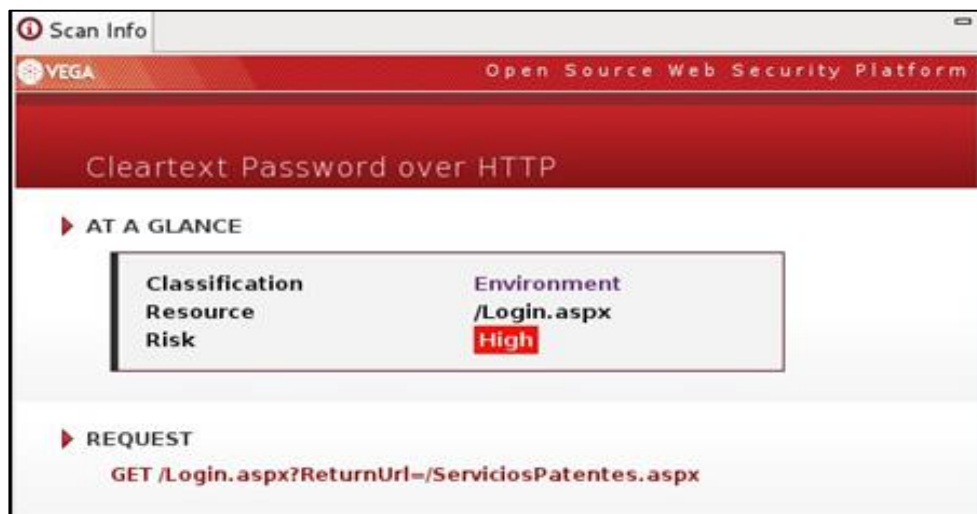 Scan Info
VEGA Open Source Web Security Platform
Cleartext Password over HTTP
AT A GLANCE
Classification Environment
Resource /Login.aspx
Risk High
REQUEST
GET /Login.aspx?ReturnUrl=/ServiciosPatentes.aspx